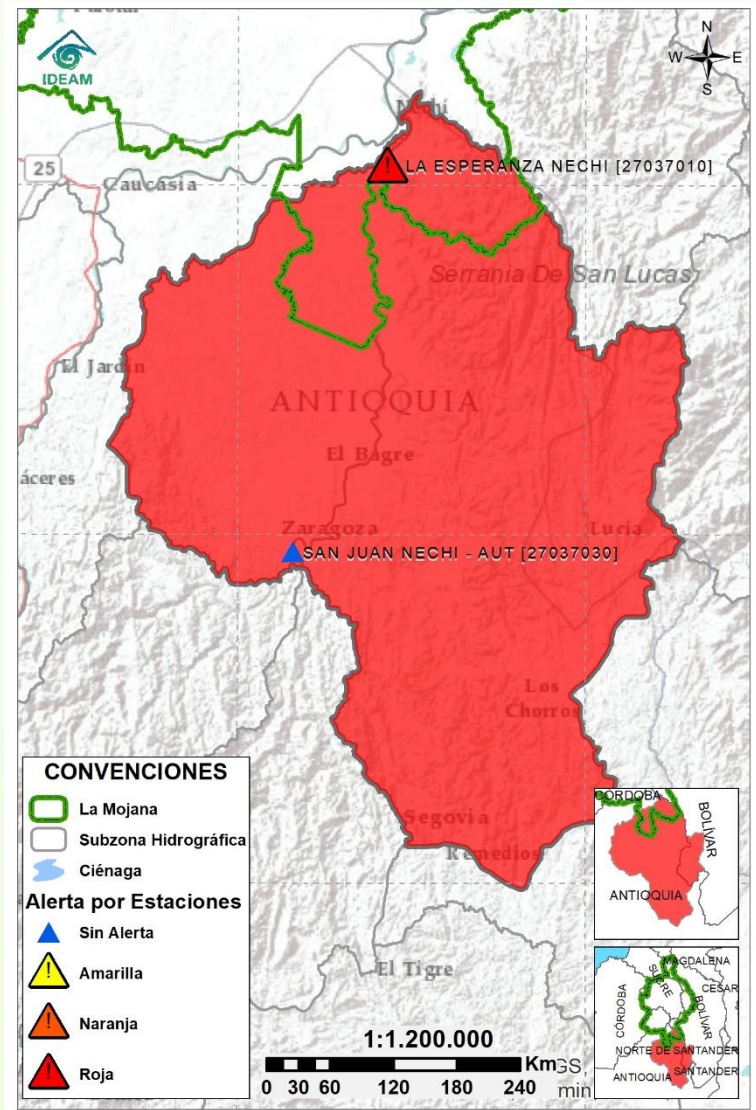 IDEAM
N
W E
S
Nechí
25
Caucasia
LA ESPERANZA NECHI [27037010]
Serranía De San Lucas
El Jardín
ANTIOQUIA
El Bagre
áceres
Zaragoza
Lucía
SAN JUAN NECHI - AUT [27037030]
Los
Chorros
Segovia
Remedios
El Tigre
CONVENCIONES
La Mojana
Subzona Hidrográfica
Ciénaga
Alerta por Estaciones
Sin Alerta
Amarilla
Naranja
Roja
1:1.200.000
Km
0 30 60 120 180 240
GS,
min
CÓRDOBA
BOLÍVAR
ANTIOQUIA
MAGDALENA
SUCRE
CESAR
CÓRDOBA
BOLÍVAR
NORTE DE SANTANDER
ANTIOQUIA
SANTANDER